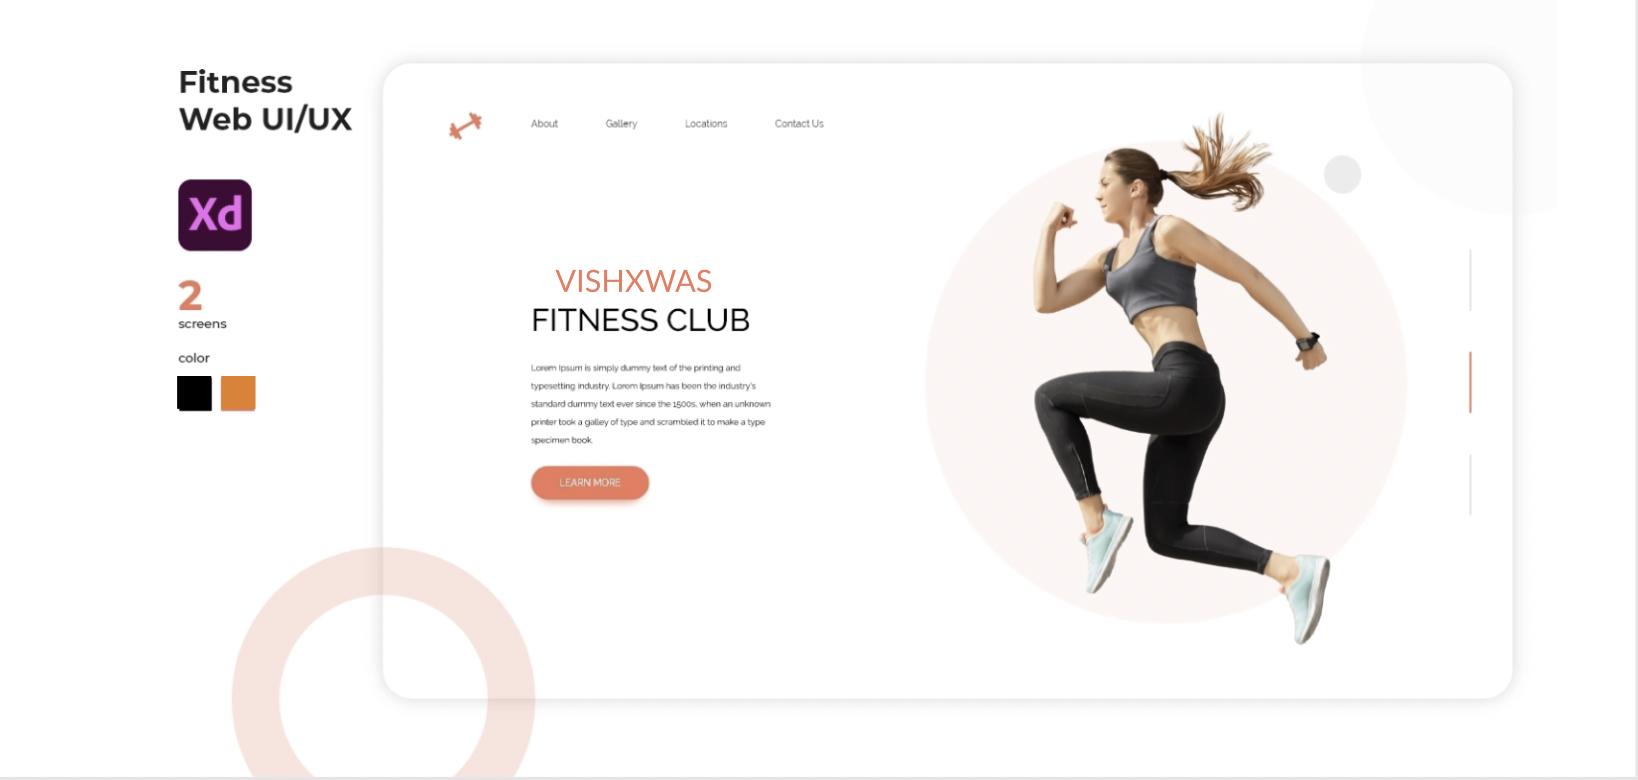 Fitness
Web UI/UX
Xd
2
screens
color
About Gallery Locations Contact Us
VISHXWAS
FITNESS CLUB
Lorem Ipsum is simply dummy text of the printing and
typesetting industry. Lorem Ipsum has been the industry's
standard dummy text ever since the 1500s, when an unknown
printer took a galley of type and scrambled it to make a type
specimen book.
LEARN MORE